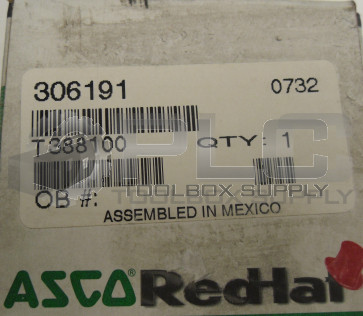 306191 0732
T388100 QTY: 1
PLC
TOOLBOX SUPPLY
OB #:
ASSEMBLED IN MEXICO
ASCO RedHat